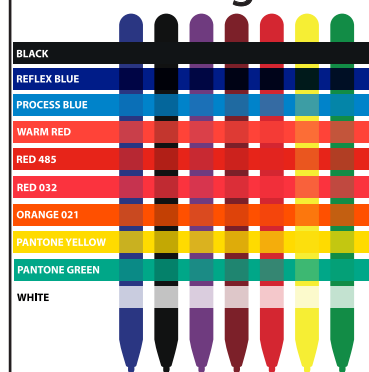 BLACK
REFLEX BLUE
PROCESS BLUE
WARM RED
RED 485
RED 032
ORANGE 021
PANTONE YELLOW
PANTONE GREEN
WHITE